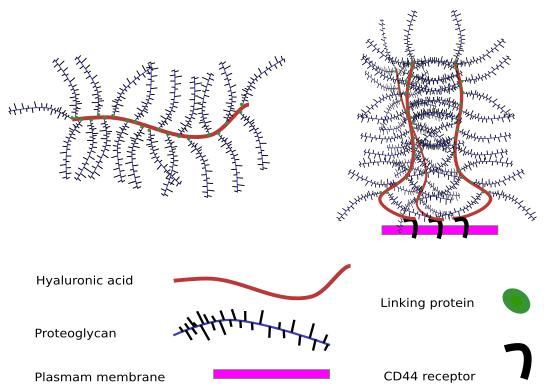 Hyaluronic acid
Linking protein
Proteoglycan
Plasmam membrane
CD44 receptor